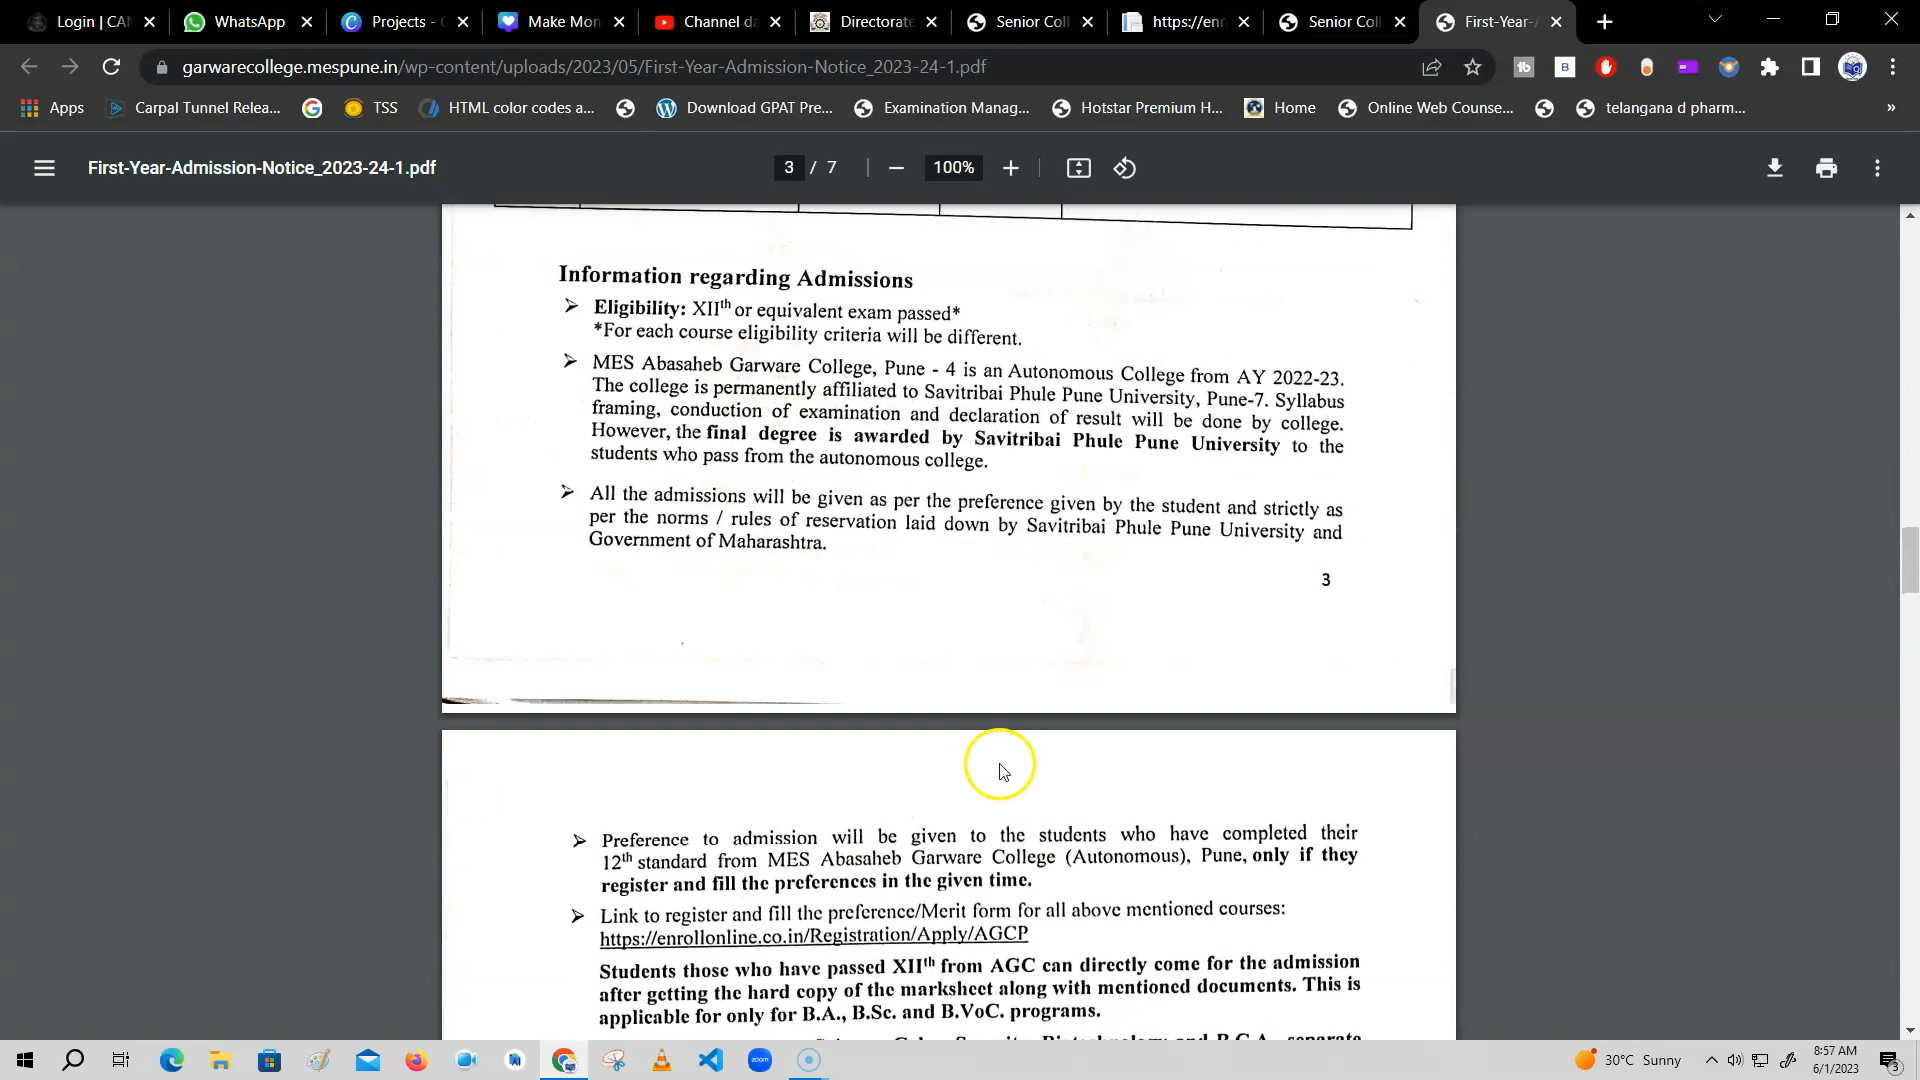 Login | CAN
WhatsApp
Projects - C
Make Mon
Channel da
Directorate
Senior Coll
https://enr
Senior Coll
First-Year-A
garwarecollege.mespune.in/wp-content/uploads/2023/05/First-Year-Admission-Notice_2023-24-1.pdf
Apps
Carpal Tunnel Relea...
TSS
HTML color codes a...
Download GPAT Pre...
Examination Manag...
Hotstar Premium H...
Home
Online Web Counse...
telangana d pharm...
»
First-Year-Admission-Notice_2023-24-1.pdf
3 / 7
100%
Information regarding Admissions
➢ Eligibility: XIIth or equivalent exam passed*
*For each course eligibility criteria will be different.
➢ MES Abasaheb Garware College, Pune - 4 is an Autonomous College from AY 2022-23.
The college is permanently affiliated to Savitribai Phule Pune University, Pune-7. Syllabus
framing, conduction of examination and declaration of result will be done by college.
However, the final degree is awarded by Savitribai Phule Pune University to the
students who pass from the autonomous college.
➢ All the admissions will be given as per the preference given by the student and strictly as
per the norms / rules of reservation laid down by Savitribai Phule Pune University and
Government of Maharashtra.
3
➢ Preference to admission will be given to the students who have completed their
12th standard from MES Abasaheb Garware College (Autonomous), Pune, only if they
register and fill the preferences in the given time.
➢ Link to register and fill the preference/Merit form for all above mentioned courses:
https://enrollonline.co.in/Registration/Apply/AGCP
Students those who have passed XIIth from AGC can directly come for the admission
after getting the hard copy of the marksheet along with mentioned documents. This is
applicable for only for B.A., B.Sc. and B.VoC. programs.
Cyber Security, Biotechnology and B.C.A. separate
30°C Sunny
8:57 AM
6/1/2023
3